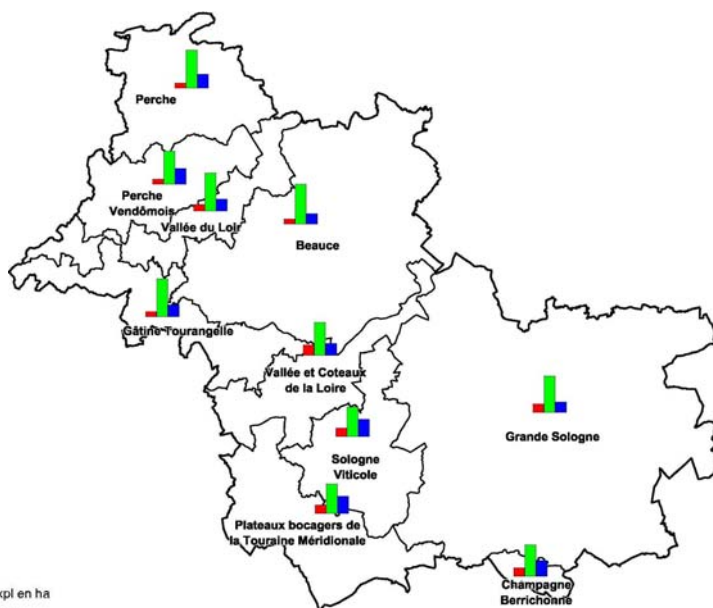 Perche
Perche
Vendômois
Vallée du Loir
Beauce
Gâtine Tourangelle
Vallée et Coteaux
de la Loire
Grande Sologne
Sologne
Viticole
Plateaux bocagers de
la Touraine Méridionale
Champagne
Berrichonne
en ha